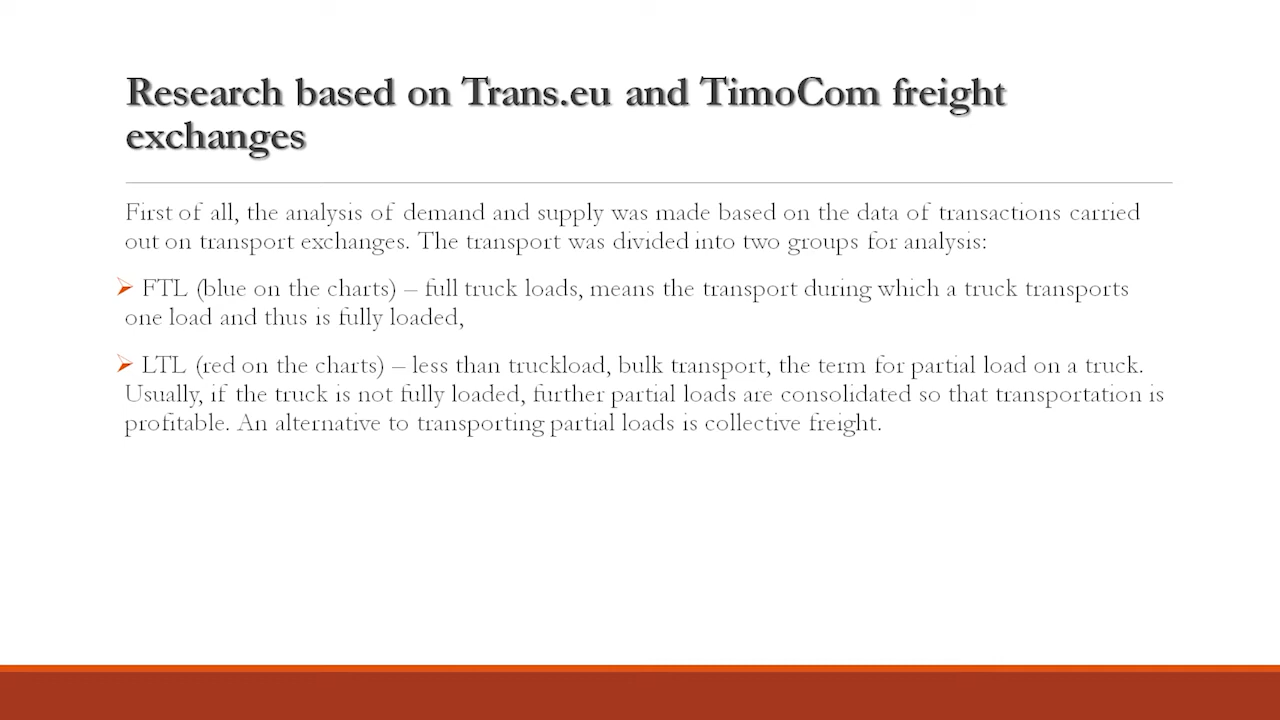 Research based on Trans.eu and TimoCom freight
exchanges
First of all, the analysis of demand and supply was made based on the data of transactions carried
out on transport exchanges. The transport was divided into two groups for analysis:
FTL (blue on the charts) – full truck loads, means the transport during which a truck transports
one load and thus is fully loaded,
LTL (red on the charts) – less than truckload, bulk transport, the term for partial load on a truck.
Usually, if the truck is not fully loaded, further partial loads are consolidated so that transportation is
profitable. An alternative to transporting partial loads is collective freight.